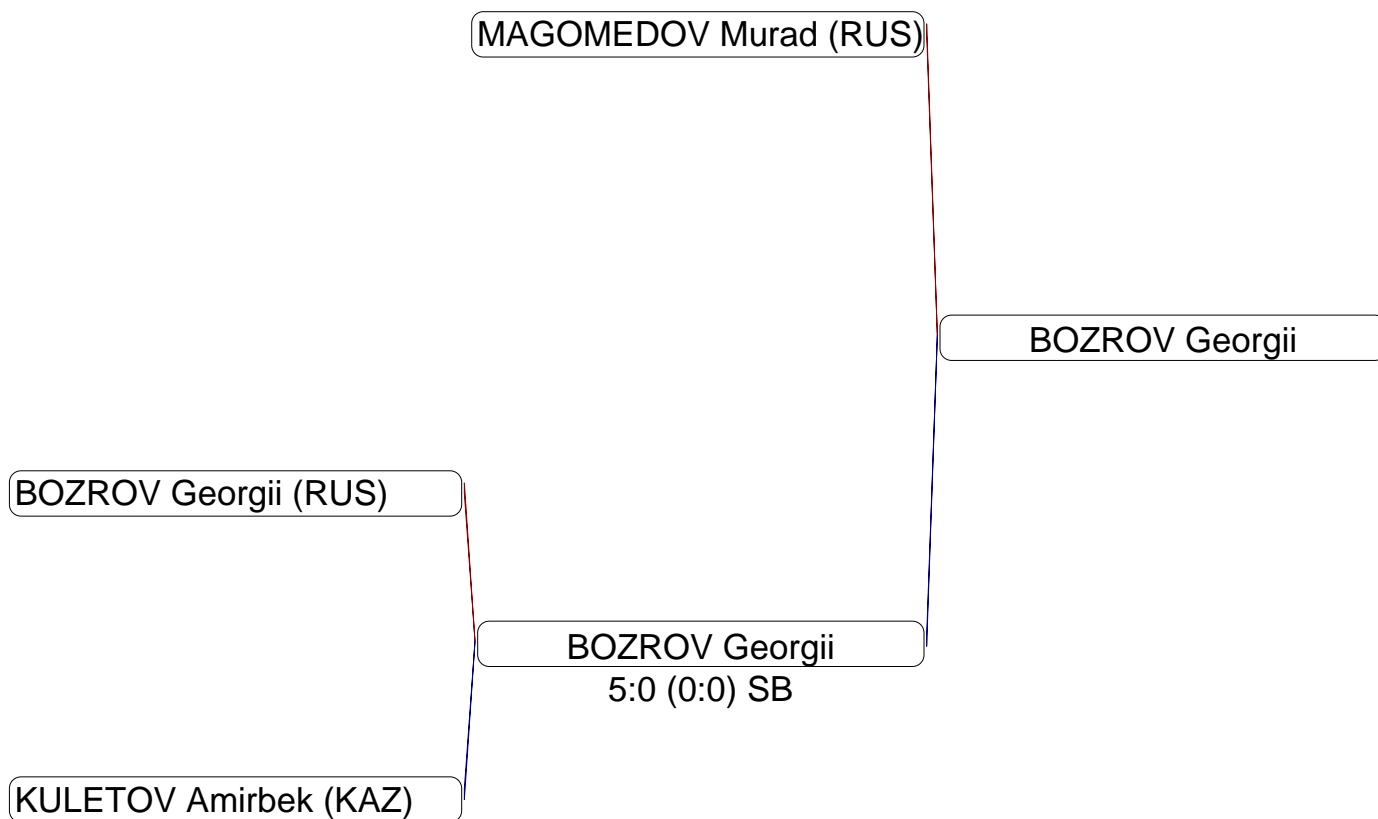 MAGOMEDOV Murad (RUS)
BOZROV Georgii
BOZROV Georgii (RUS)
BOZROV Georgii
5:0 (0:0) SB
KULETOV Amirbek (KAZ)